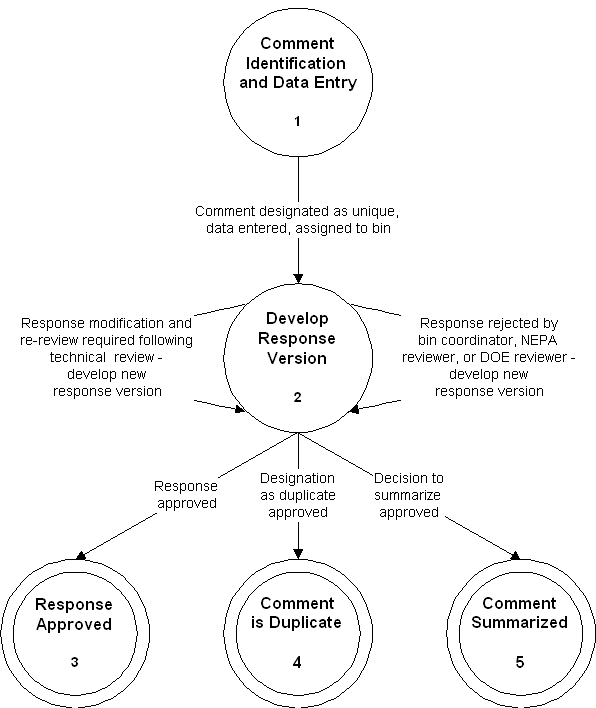 Comment
Identification
and Data Entry
1
Comment designated as unique,
data entered, assigned to bin
Develop
Response
Version
2
Response modification and
re-review required following
technical review -
develop new
response version
Response rejected by
bin coordinator, NEPA
reviewer, or DOE reviewer -
develop new
response version
Response
approved
Designation
as duplicate
approved
Decision to
summarize
approved
Response
Approved
3
Comment
is Duplicate
4
Comment
Summarized
5